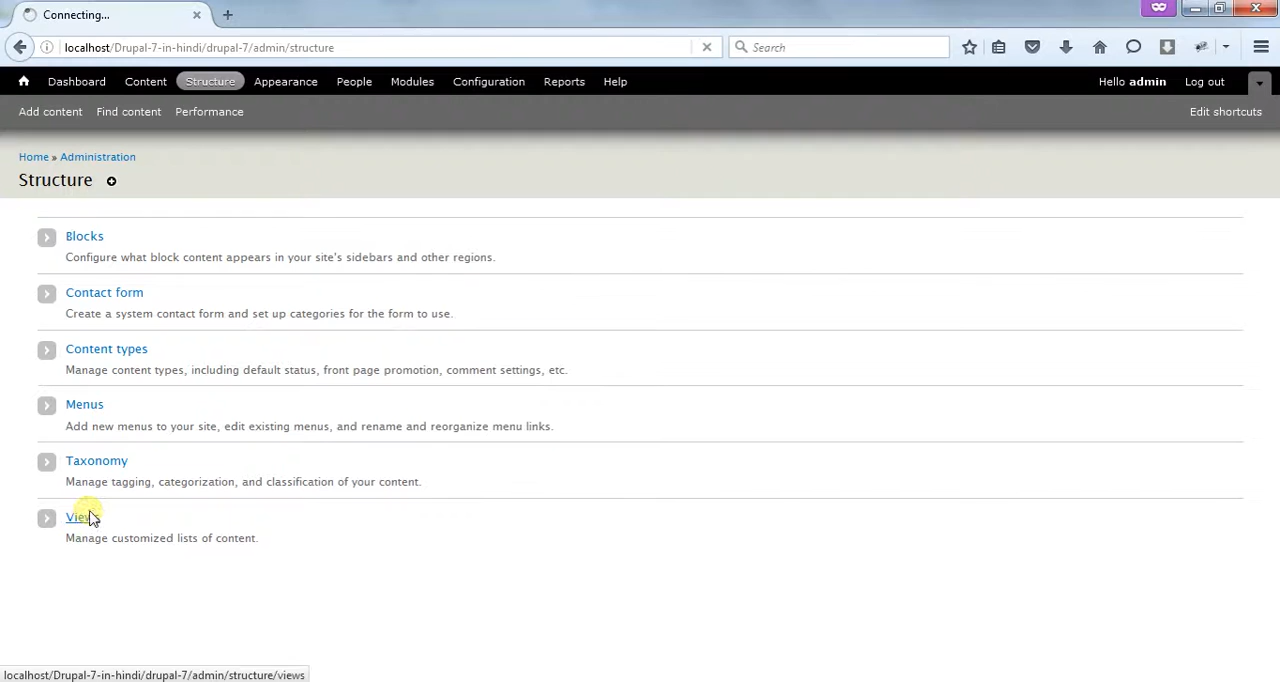 Connecting...
localhost/Drupal-7-in-hindi/drupal-7/admin/structure
Search
Dashboard Content Structure Appearance People Modules Configuration Reports Help Hello admin Log out
Add content Find content Performance Edit shortcuts
Home » Administration
Structure
Blocks
Configure what block content appears in your site's sidebars and other regions.
Contact form
Create a system contact form and set up categories for the form to use.
Content types
Manage content types, including default status, front page promotion, comment settings, etc.
Menus
Add new menus to your site, edit existing menus, and rename and reorganize menu links.
Taxonomy
Manage tagging, categorization, and classification of your content.
Views
Manage customized lists of content.
localhost/Drupal-7-in-hindi/drupal-7/admin/structure/views